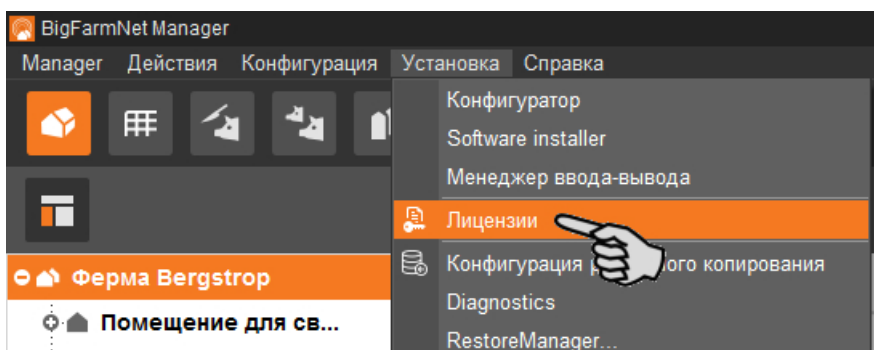 BigFarmNet Manager
Manager Действия Конфигурация Установка Справка
Конфигуратор
Software installer
Менеджер ввода-вывода
Лицензии
Конфигурация ого копирования
Diagnostics
RestoreManager...
Ферма Bergstrop
Помещение для св...